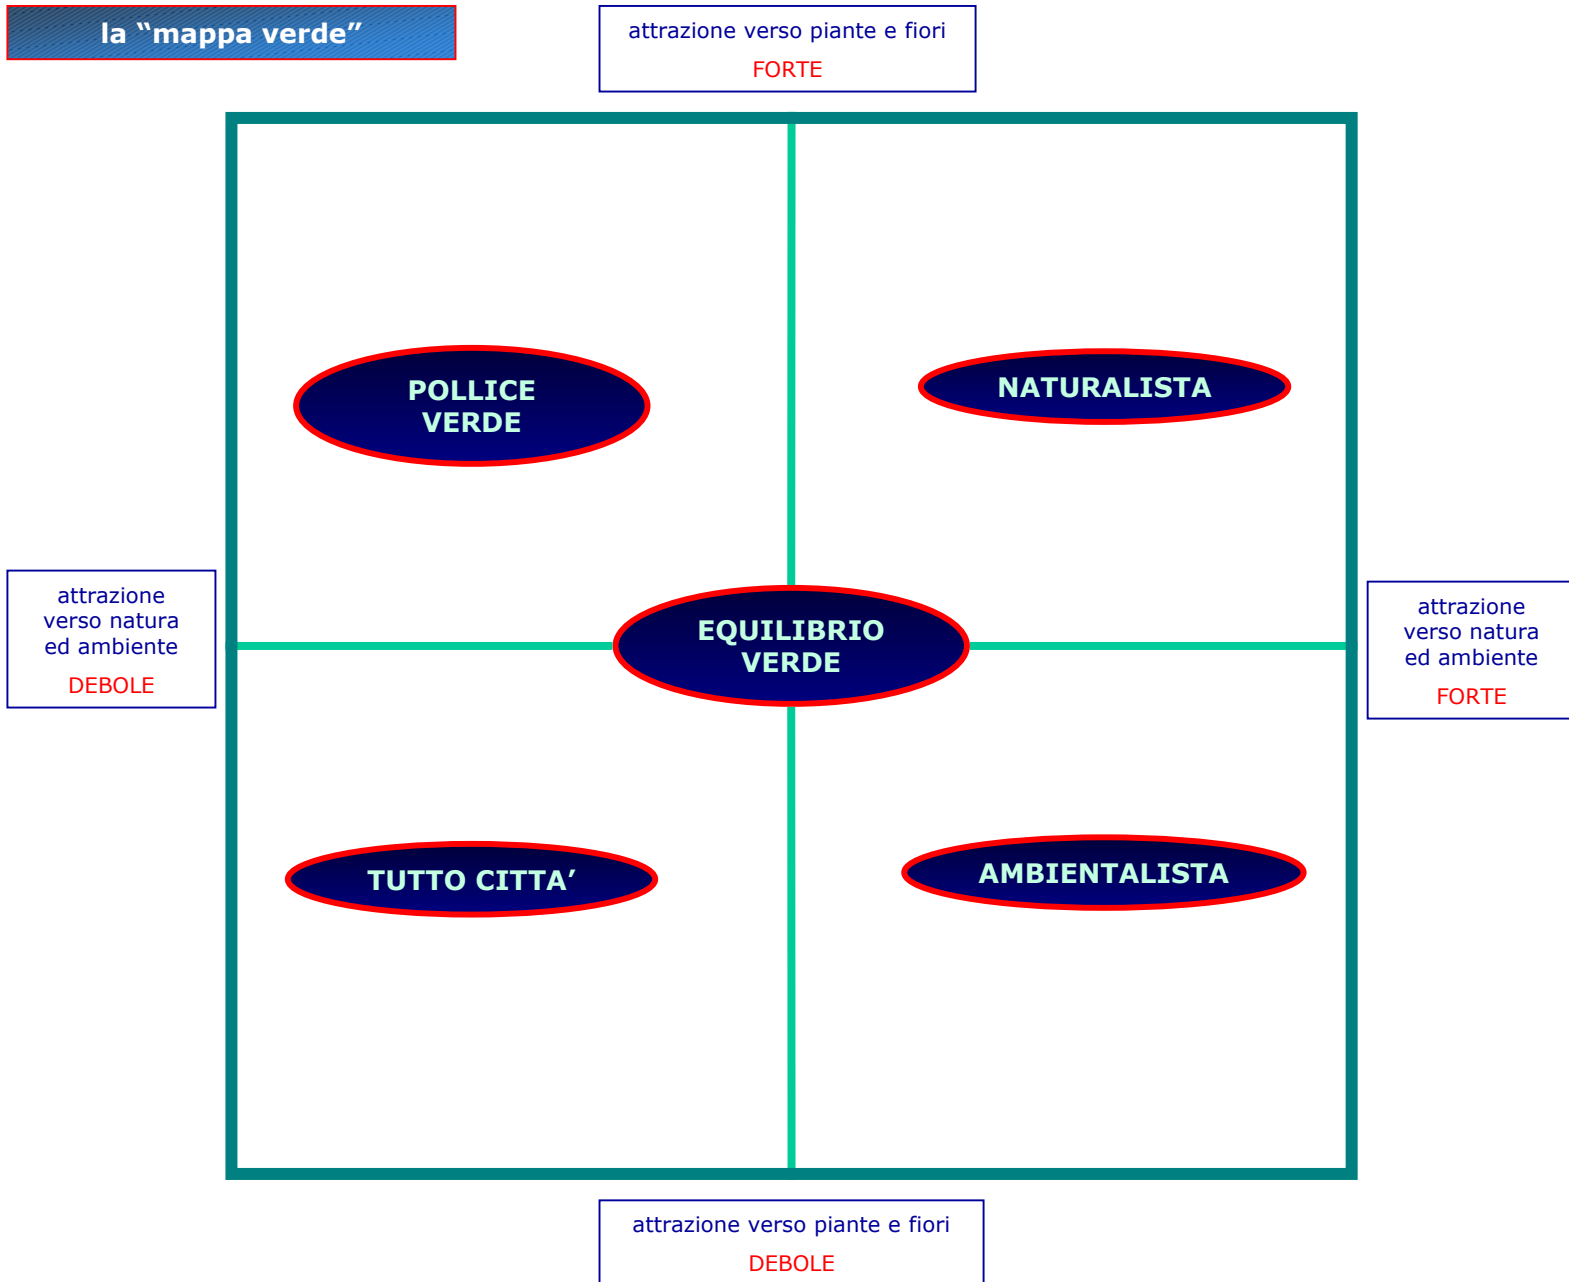 la “mappa verde”
attrazione verso piante e fiori
FORTE
POLLICE
VERDE
NATURALISTA
attrazione
verso natura
ed ambiente
DEBOLE
EQUILIBRIO
VERDE
attrazione
verso natura
ed ambiente
FORTE
TUTTO CITTA’
AMBIENTALISTA
attrazione verso piante e fiori
DEBOLE